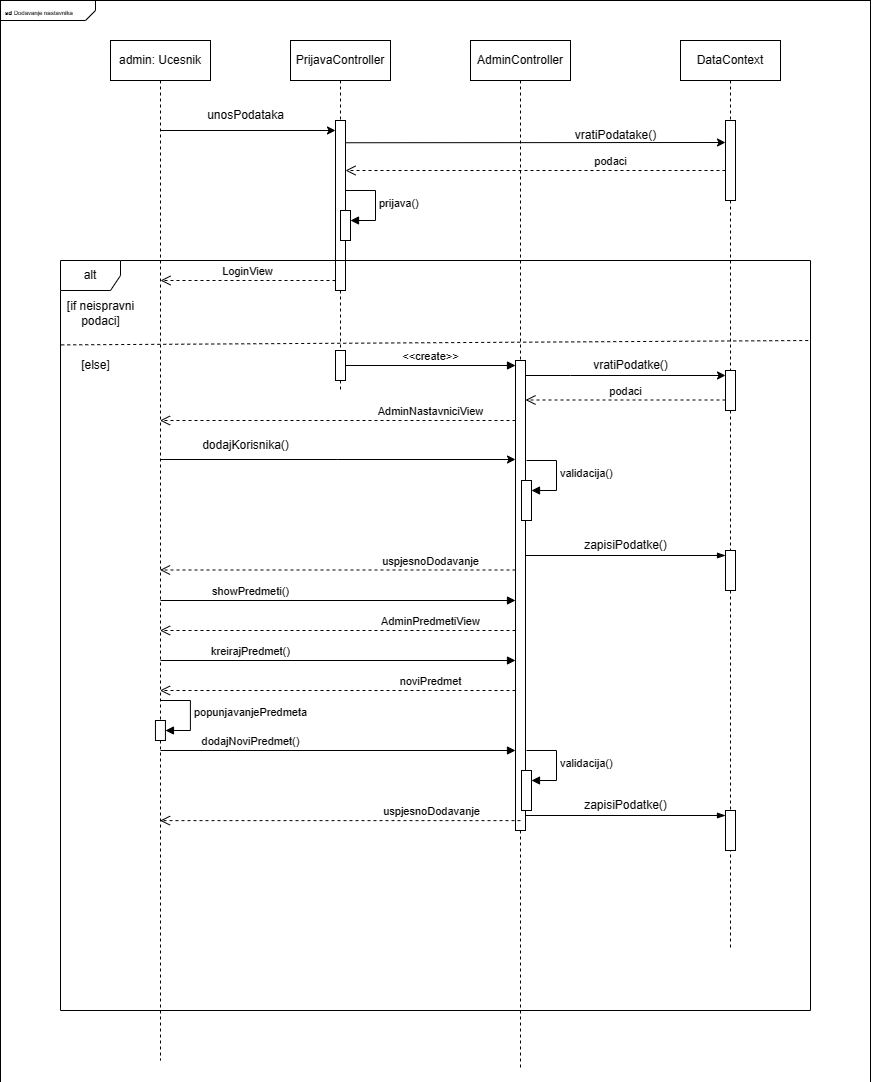 sd Dodavanje nastavnika
admin: Ucesnik
PrijavaController
AdminController
DataContext
unosPodataka
vratiPodatake()
podaci
prijava()
alt
LoginView
[if neispravni
podaci]
[else]
<<create>>
vratiPodatke()
podaci
AdminNastavniciView
dodajKorisnika()
validacija()
zapisiPodatke()
uspjesnoDodavanje
showPredmeti()
AdminPredmetiView
kreirajPredmet()
noviPredmet
popunjavanjePredmeta
dodajNoviPredmet()
validacija()
zapisiPodatke()
uspjesnoDodavanje